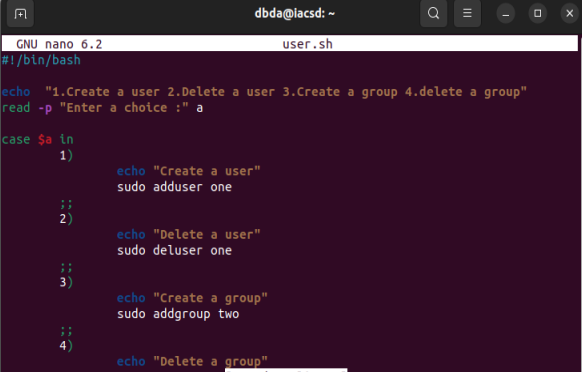 dbda@iacsd: ~
GNU nano 6.2 user.sh
#!/bin/bash
echo "1.Create a user 2.Delete a user 3.Create a group 4.delete a group"
read -p "Enter a choice :" a
case $a in
1)
echo "Create a user"
sudo adduser one
;;
2)
echo "Delete a user"
sudo deluser one
;;
3)
echo "Create a group"
sudo addgroup two
;;
4)
echo "Delete a group"